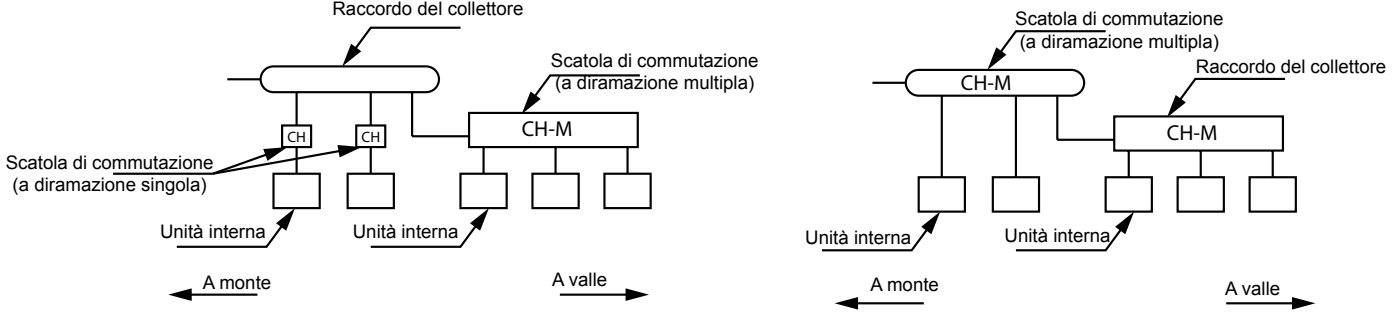 Raccordo del collettore
Scatola di commutazione
(a diramazione multipla)
CH-M
CH
CH
Scatola di commutazione
(a diramazione singola)
Unità interna
Unità interna
A monte
A valle
Scatola di commutazione
(a diramazione multipla)
CH-M
Raccordo del collettore
CH-M
Unità interna
Unità interna
A monte
A valle